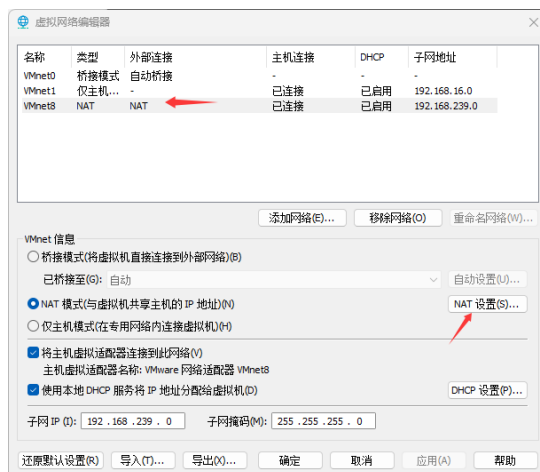 虚拟网络编辑器
名称 类型 外部连接 主机连接 DHCP 子网地址
VMnet0 桥接模式 自动桥接 - - -
VMnet1 仅主机... - 已连接 已启用 192.168.16.0
VMnet8 NAT NAT 已连接 已启用 192.168.239.0
添加网络(E)... 移除网络(O) 重命名网络(W)...
VMnet 信息
桥接模式(将虚拟机直接连接到外部网络)(B)
已桥接至(G): 自动 自动设置(U)...
NAT 模式(与虚拟机共享主机的 IP 地址)(N) NAT 设置(S)...
仅主机模式(在专用网络内连接虚拟机)(H)
将主机虚拟适配器连接到此网络(V)
主机虚拟适配器名称: VMware 网络适配器 VMnet8
使用本地 DHCP 服务将 IP 地址分配给虚拟机(D) DHCP 设置(P)...
子网 IP (I): 192 . 168 . 239 . 0 子网掩码(M): 255 . 255 . 255 . 0
还原默认设置(R) 导入(T)... 导出(X)... 确定 取消 应用(A) 帮助